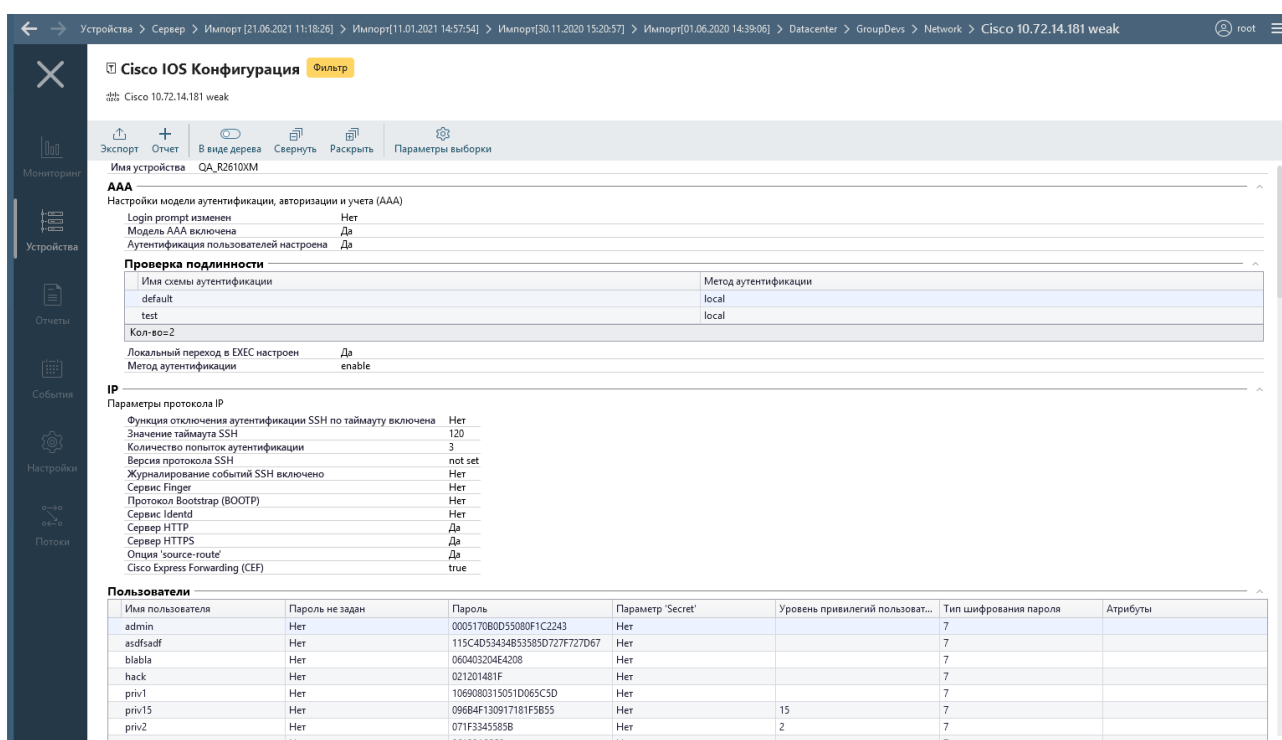 Устройства > Сервер > Импорт [21.06.2021 11:18:26] > Импорт[11.01.2021 14:57:54] > Импорт[30.11.2020 15:20:57] > Импорт[01.06.2020 14:39:06] > Datacenter > GroupDevs > Network > Cisco 10.72.14.181 weak root
Cisco IOS Конфигурация Фильтр
Cisco 10.72.14.181 weak
Экспорт Отчет В виде дерева Свернуть Раскрыть Параметры выборки
Мониторинг
Устройства
Отчеты
События
Настройки
Потоки
Имя устройства QA_R2610XM
AAA
Настройки модели аутентификации, авторизации и учета (AAA)
Login prompt изменен Нет
Модель AAA включена Да
Аутентификация пользователей настроена Да
Проверка подлинности
Имя схемы аутентификации Метод аутентификации
default local
test local
Кол-во=2
Локальный переход в EXEC настроен Да
Метод аутентификации enable
IP
Параметры протокола IP
Функция отключения аутентификации SSH по таймауту включена Нет
Значение таймаута SSH 120
Количество попыток аутентификации 3
Версия протокола SSH not set
Журналирование событий SSH включено Нет
Сервис Finger Нет
Протокол Bootstrap (BOOTP) Нет
Сервис Identd Нет
Сервер HTTP Да
Сервер HTTPS Да
Опция 'source-route' Да
Cisco Express Forwarding (CEF) true
Пользователи
Имя пользователя Пароль не задан Пароль Параметр 'Secret' Уровень привилегий пользоват... Тип шифрования пароля Атрибуты
admin Нет 0005170B0D55080F1C2243 Нет 7
asdfsadf Нет 115C4D53434B53585D727F727D67 Нет 7
blabla Нет 060403204E4208 Нет 7
hack Нет 021201481F Нет 7
priv1 Нет 1069080315051D065C5D Нет 7
priv15 Нет 096B4F130917181F5B55 Нет 15 7
priv2 Нет 071F3345585B Нет 2 7